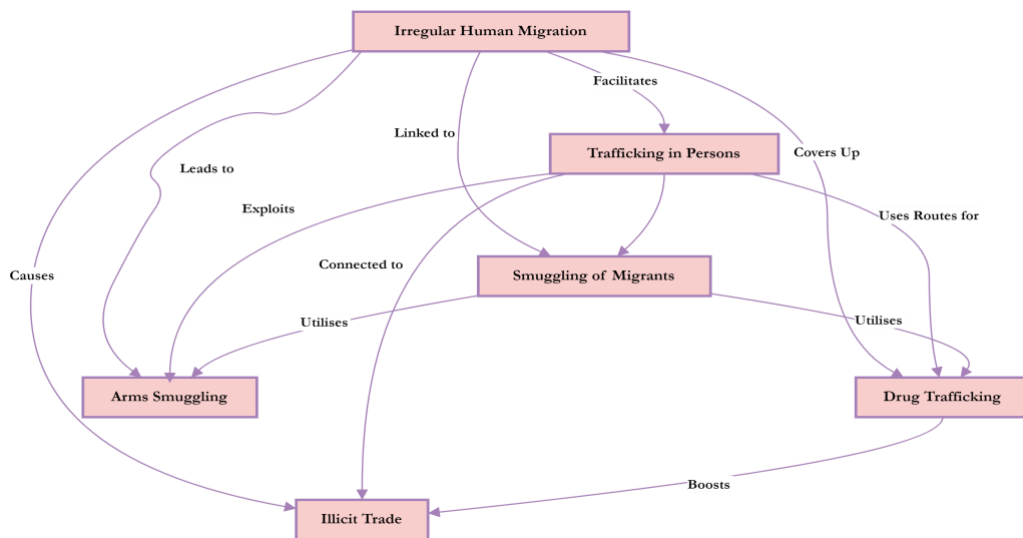 Irregular Human Migration
Facilitates
Linked to
Trafficking in Persons
Covers Up
Leads to
Exploits
Uses Routes for
Connected to
Causes
Smuggling of Migrants
Utilises
Utilises
Arms Smuggling
Drug Trafficking
Boosts
Illicit Trade